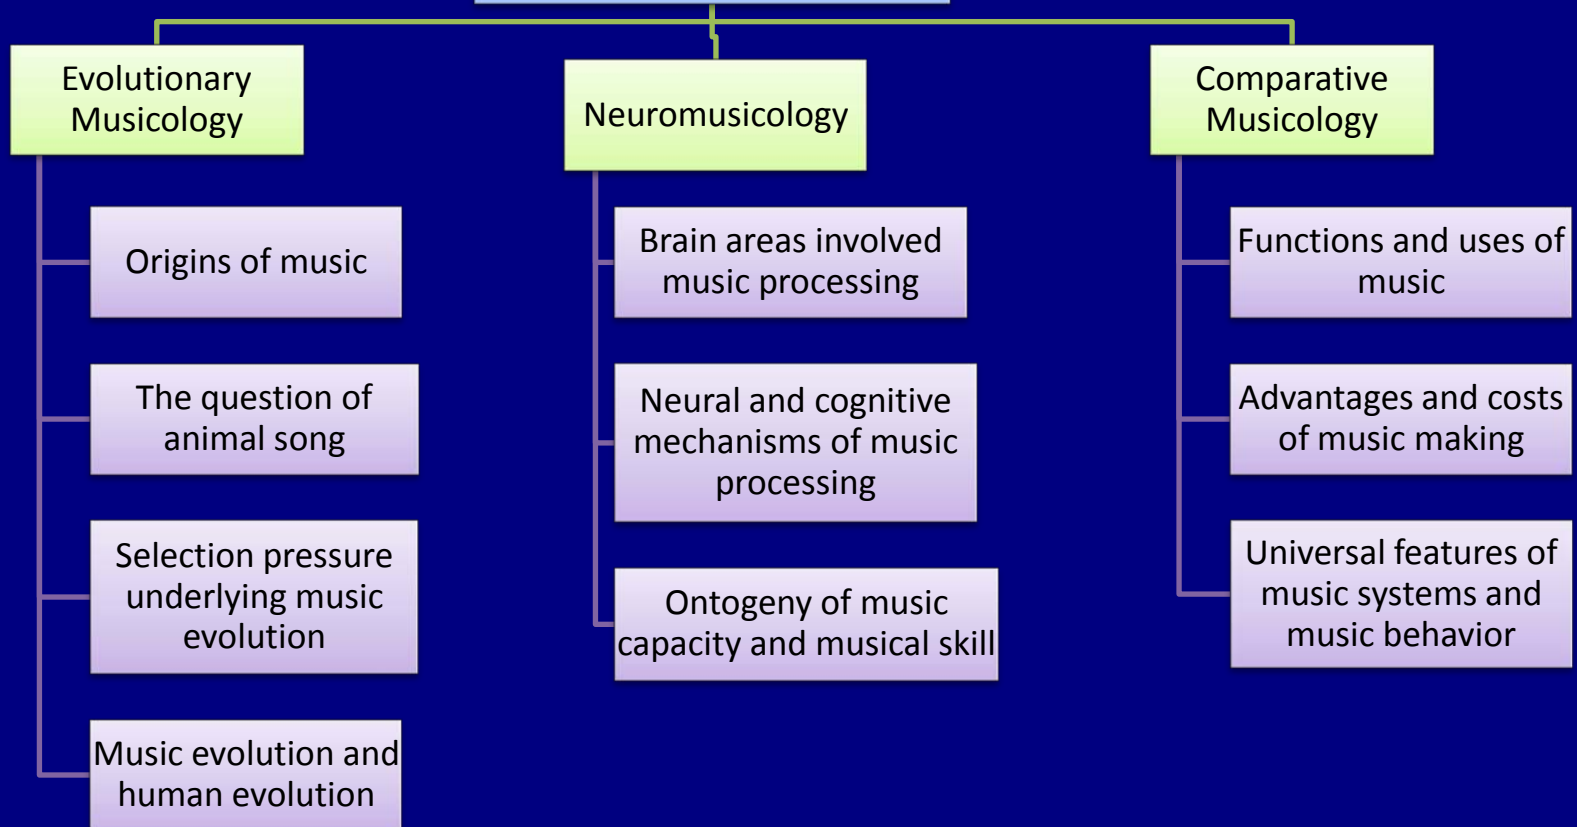 Evolutionary
Musicology
Origins of music
The question of
animal song
Selection pressure
underlying music
evolution
Music evolution and
human evolution
Neuromusicology
Brain areas involved
music processing
Neural and cognitive
mechanisms of music
processing
Ontogeny of music
capacity and musical skill
Comparative
Musicology
Functions and uses of
music
Advantages and costs
of music making
Universal features of
music systems and
music behavior